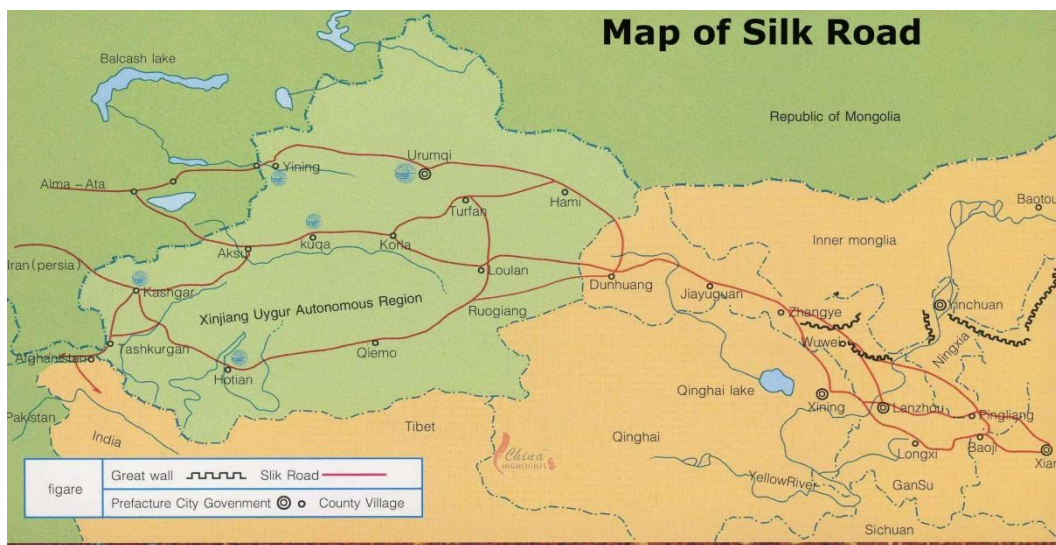 Map of Silk Road
Balcash lake
Republic of Mongolia
Urumqi
Yining
Alma - Ata
Hami
Turfan
Baotou
Inner monglia
kuqa
Korla
Aksu
Iran(persia)
Loulan
Dunhuang
Kashgar
Jiayuguan
Xinjiang Uygur Autonomous Region
Ruogiang
Zhangye
Yinchuan
Tashkurgan
Qiemo
Wuwei
Ningxia
Afghanistan
Hotian
Qinghai lake
Xining
Lanzhou
Pingliang
Pakistan
India
Tibet
Qinghai
Longxi
Baoji
Xian
China
HIGHLIGHTS
YellowRiver
GanSu
Sichuan
figare
Great wall
Slik Road
Prefacture City Govenment
County Village